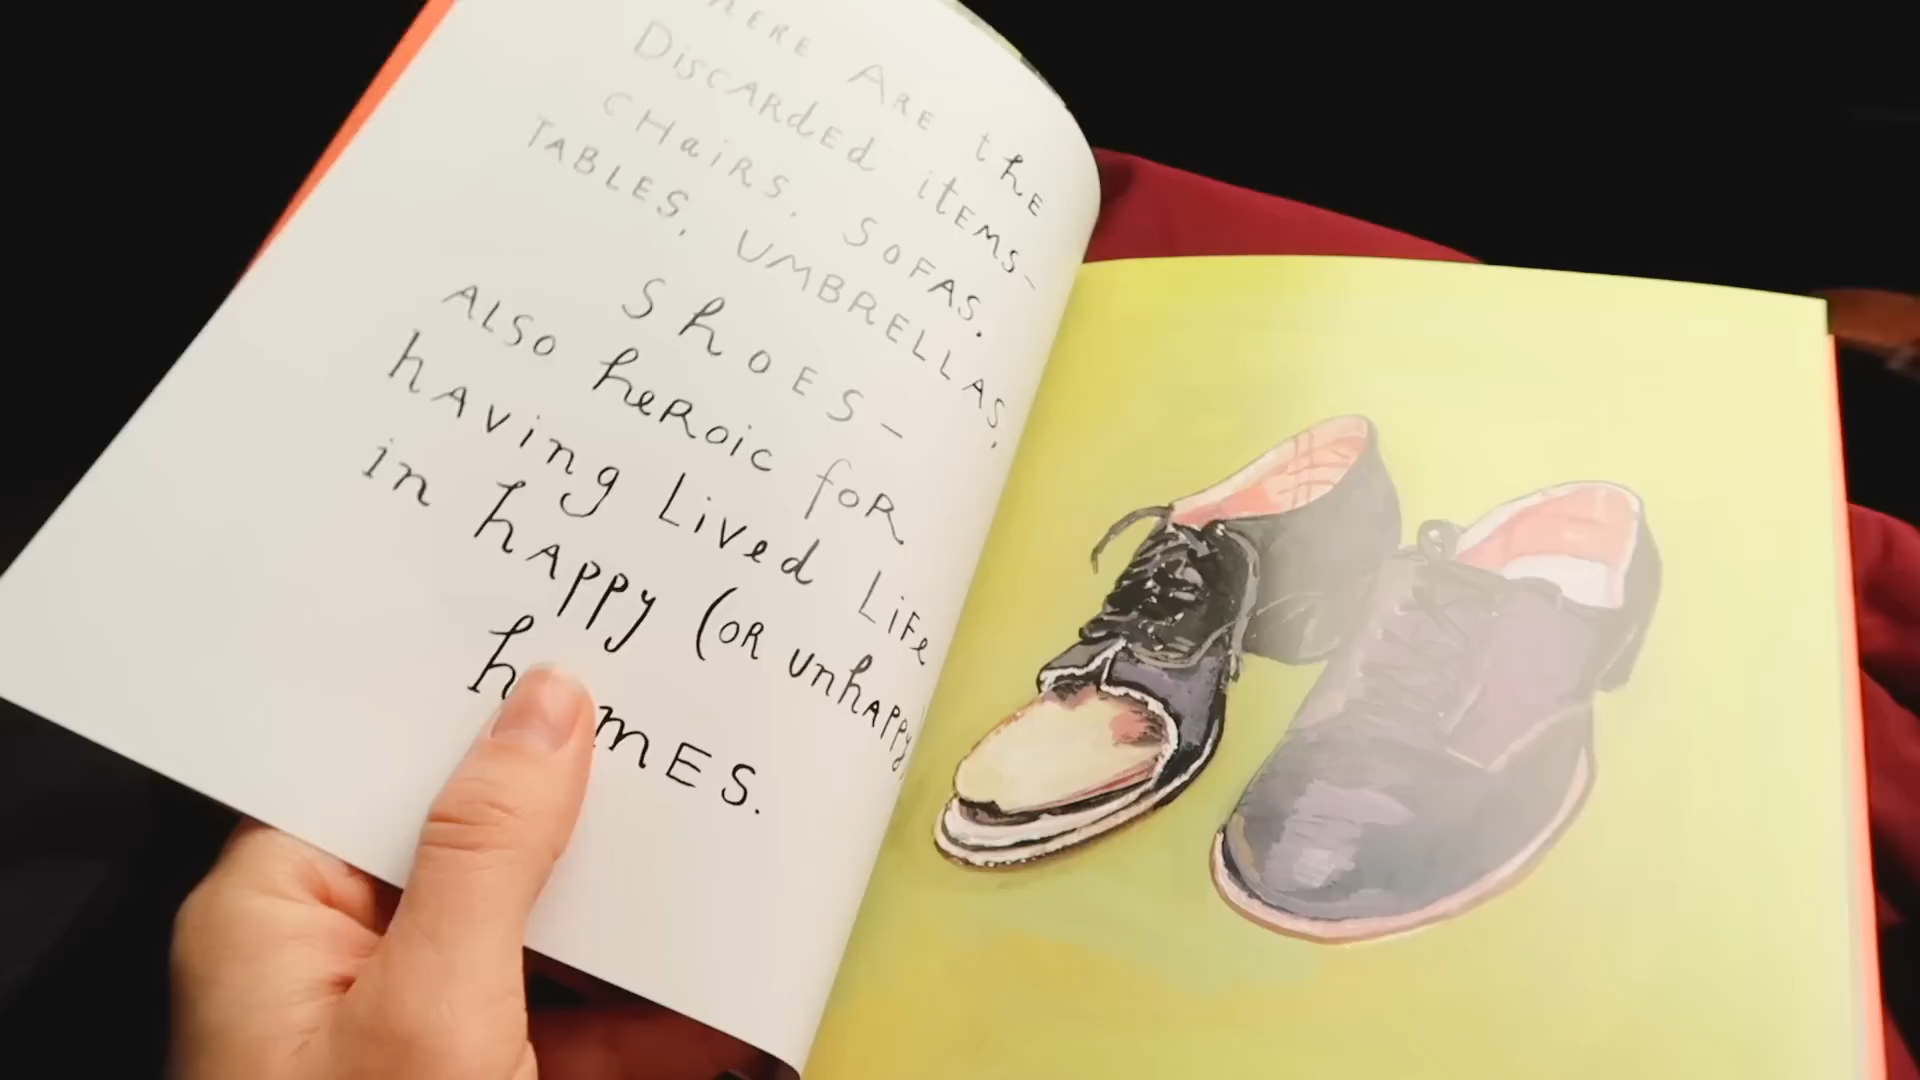 ARE the
DiscARdEd itEMS-
CHaiRS, SOFAS,
TABLES, UMBRELLAS,
ShOES-
ALSO heRoic foR
hAVing Lived LiFe
in hAppy (OR unhAppy)
homES.